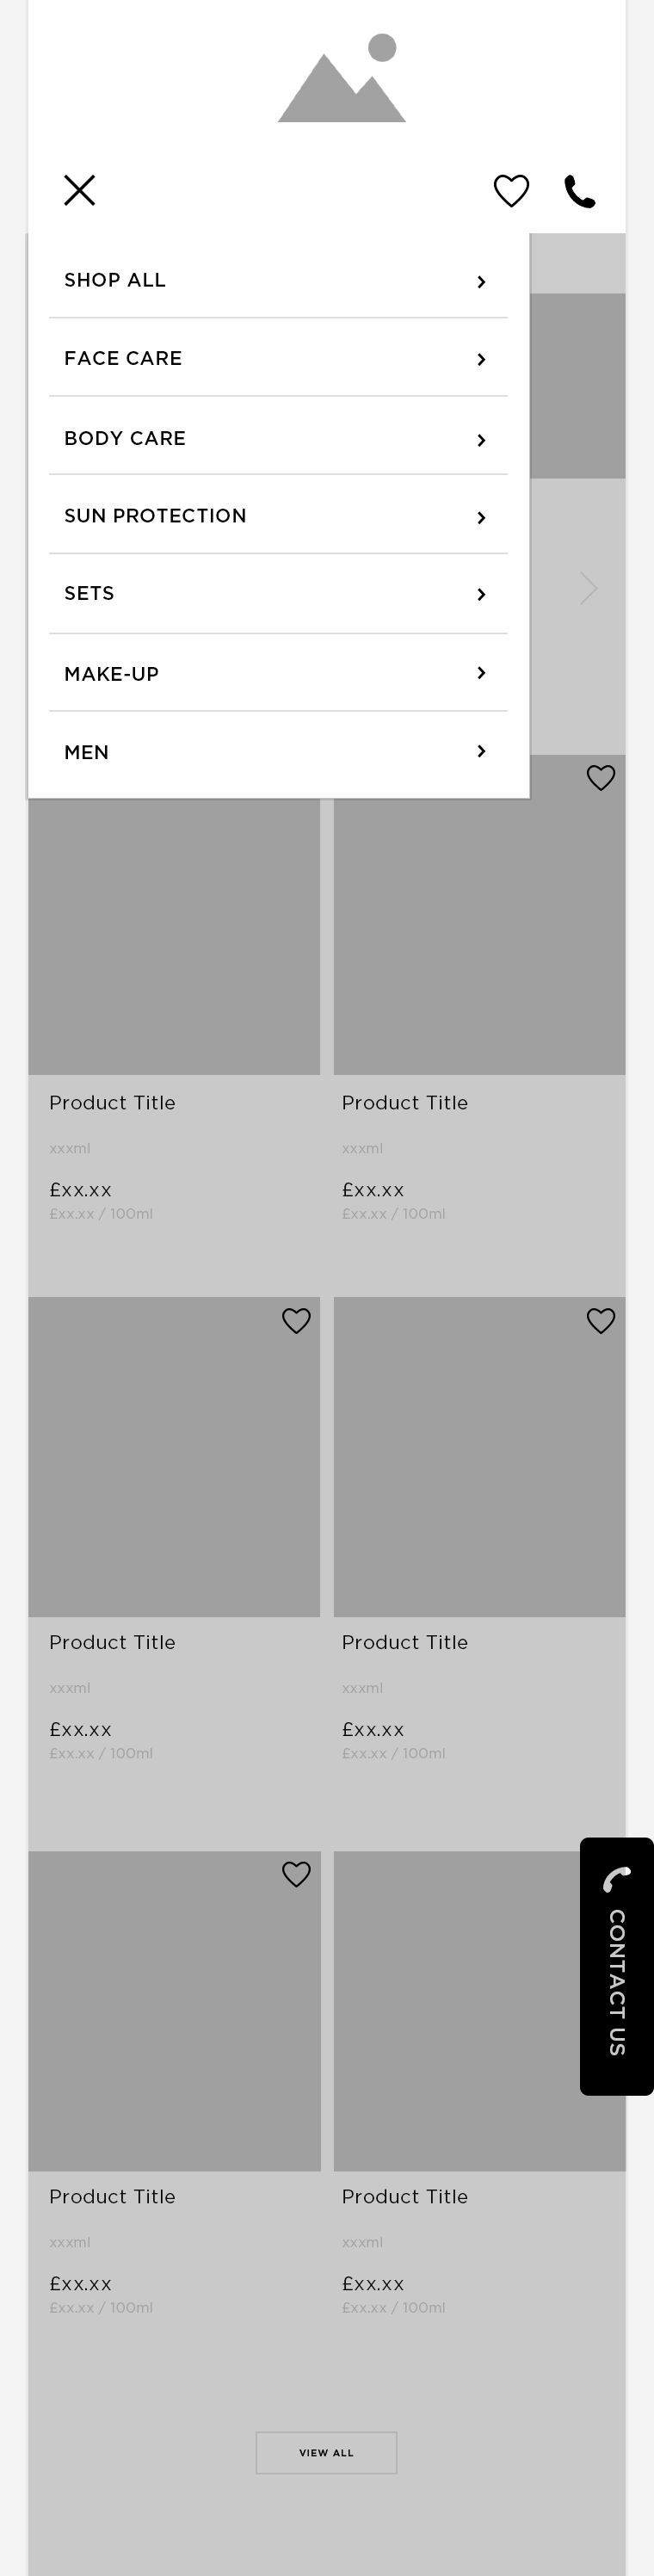 SHOP ALL
FACE CARE
BODY CARE
SUN PROTECTION
SETS
MAKE-UP
MEN
Product Title
xxxml
£xx.xx
£xx.xx / 100ml
Product Title
xxxml
£xx.xx
£xx.xx / 100ml
Product Title
xxxml
£xx.xx
£xx.xx / 100ml
Product Title
xxxml
£xx.xx
£xx.xx / 100ml
CONTACT US
Product Title
xxxml
£xx.xx
£xx.xx / 100ml
Product Title
xxxml
£xx.xx
£xx.xx / 100ml
VIEW ALL